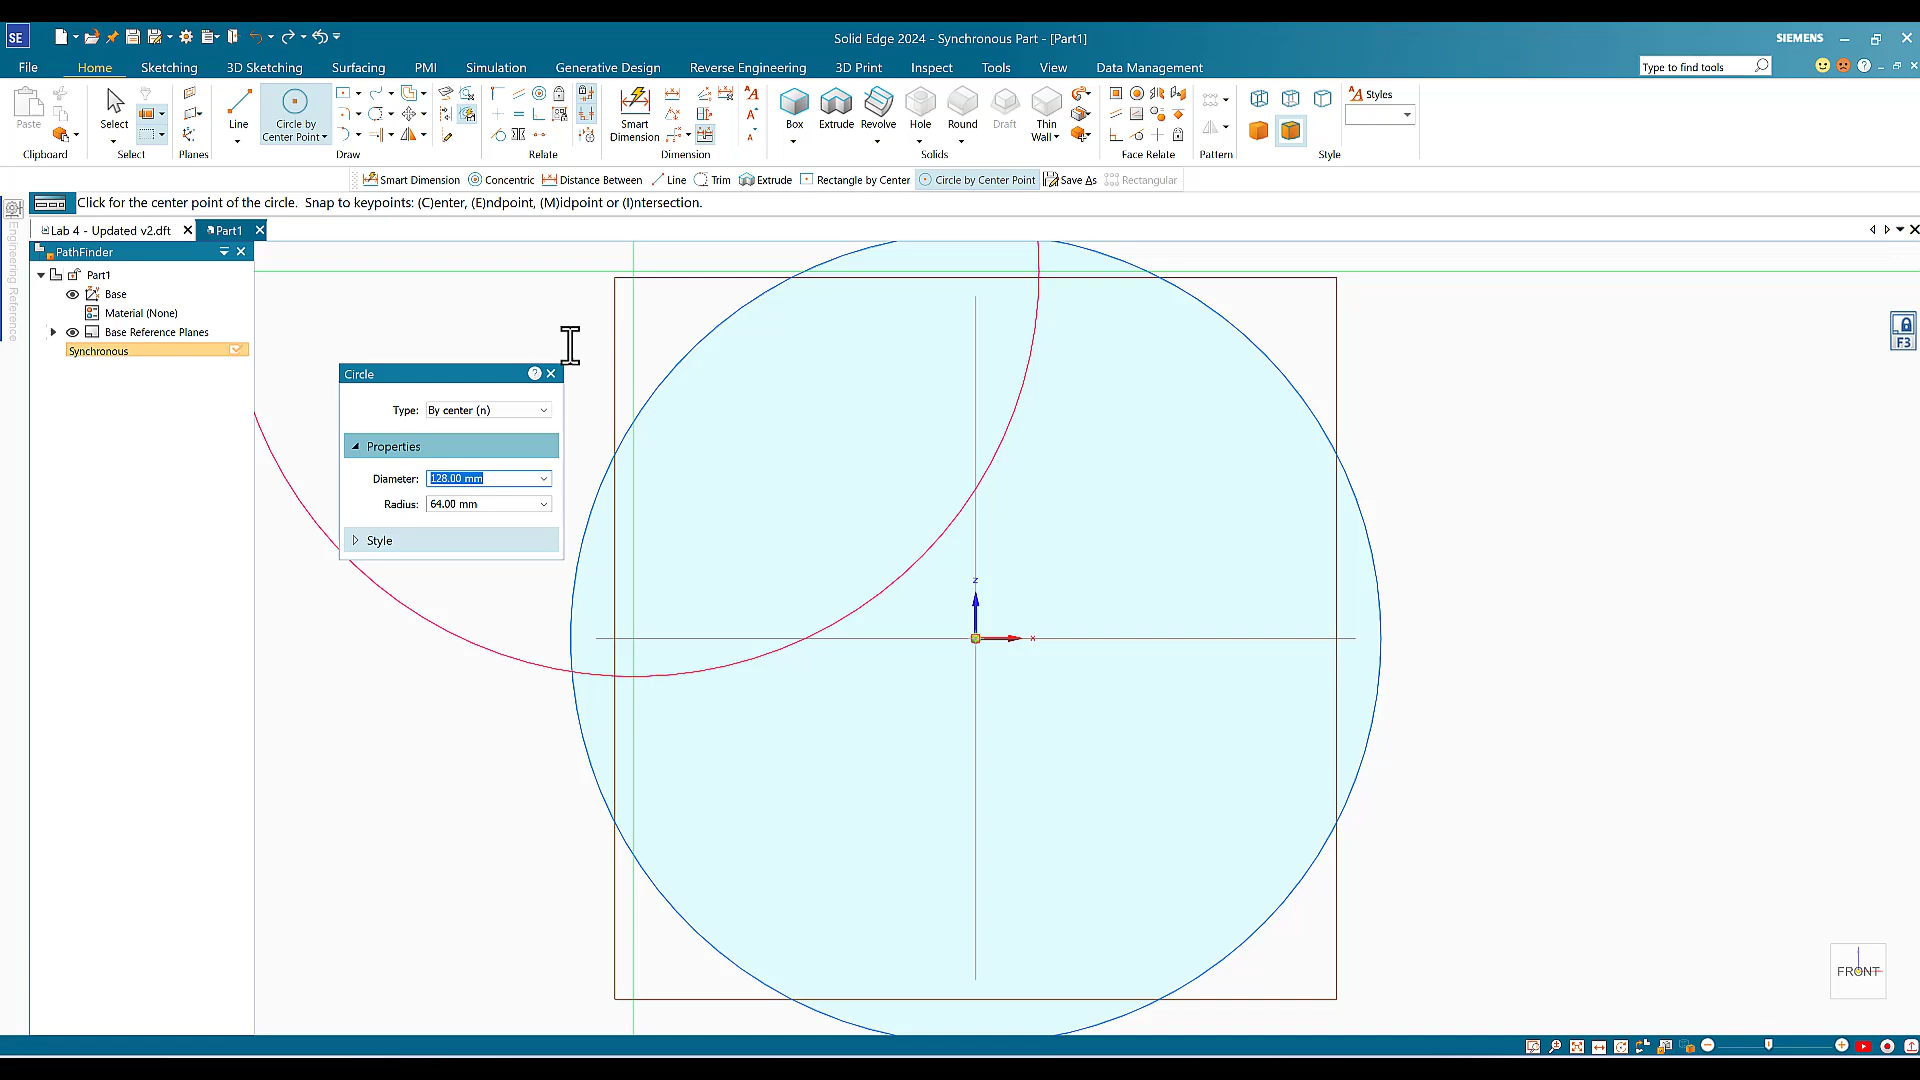 SE
Solid Edge 2024 - Synchronous Part - [Part1]
SIEMENS
File Home Sketching 3D Sketching Surfacing PMI Simulation Generative Design Reverse Engineering 3D Print Inspect Tools View Data Management
Type to find tools
Paste
Clipboard
Select
Select
Planes
Line
Circle by
Center Point
Draw
Relate
Smart
Dimension
Dimension
Box Extrude Revolve Hole Round Draft Thin
Wall
Solids
Face Relate
Pattern
Styles
Style
Smart Dimension Concentric Distance Between Line Trim Extrude Rectangle by Center Circle by Center Point Save As Rectangular
Click for the center point of the circle. Snap to keypoints: (C)enter, (E)ndpoint, (M)idpoint or (I)ntersection.
Engineering Reference
Lab 4 - Updated v2.dft Part1
PathFinder
Part1
Base
Material (None)
Base Reference Planes
Synchronous
Circle
Type: By center (n)
Properties
Diameter: 128.00 mm
Radius: 64.00 mm
Style
z
x
F3
FRONT